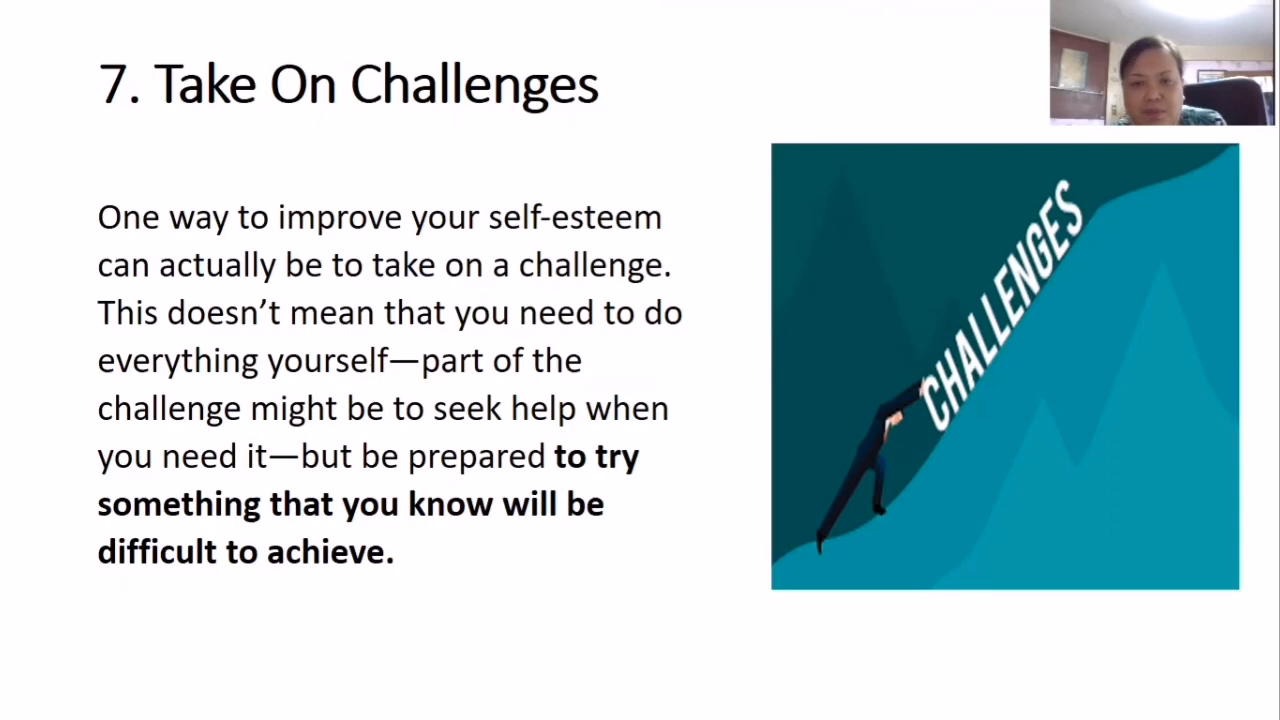 7. Take On Challenges
One way to improve your self-esteem
can actually be to take on a challenge.
This doesn’t mean that you need to do
everything yourself—part of the
challenge might be to seek help when
you need it—but be prepared to try
something that you know will be
difficult to achieve.
CHALLENGES